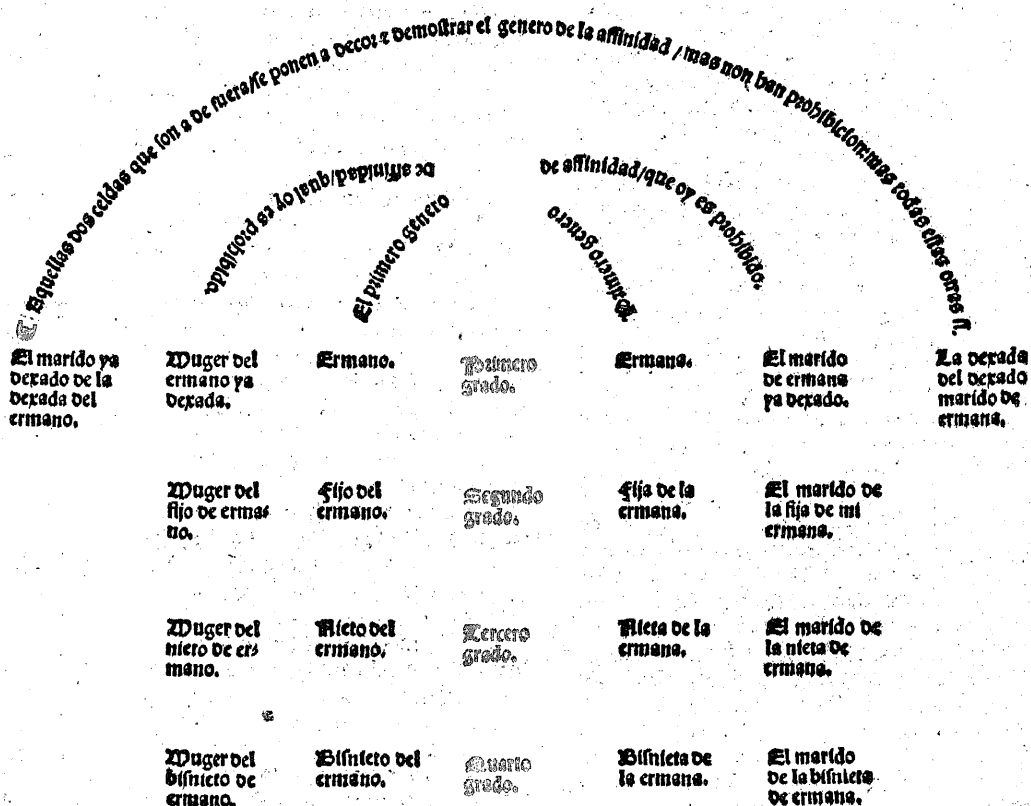 Aquellas dos celdas que son a de fuera/se ponen a decor τ demostrar el genero de la affinidad / mas non han prohibicion: mas todas estas otras si.
de affinidad/qual oy es prohibido.
El primero genero
de affinidad/que oy es prohibido.
Primero genero
El marido ya
dexado de la
dexada del
ermano.
Muger del
ermano ya
dexada.
Ermano.
Primero
grado.
Ermana.
El marido
de ermana
ya dexado.
La dexada
del dexado
marido de
ermana.
Muger del
fijo de erma-
no.
Fijo del
ermano.
Segundo
grado.
Fija de la
ermana.
El marido de
la fija de mi
ermana.
Muger del
nieto de er-
mano.
Nieto del
ermano.
Tercero
grado.
Nieta de la
ermana.
El marido de
la nieta de
ermana.
Muger del
bisnieto de
ermano.
Bisnieto del
ermano.
Quarto
grado.
Bisnieta de
la ermana.
El marido
de la bisnieta
de ermana.